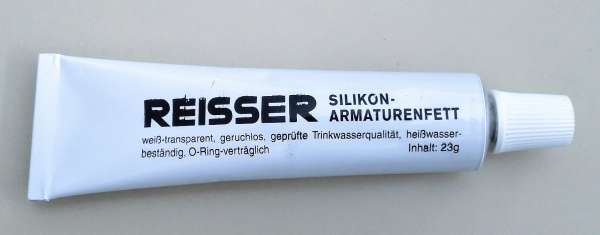 REISSER SILIKON-
ARMATURENFETT
weiß-transparent, geruchlos, geprüfte Trinkwasserqualität, heißwasser-
beständig, O-Ring-verträglich Inhalt: 23g